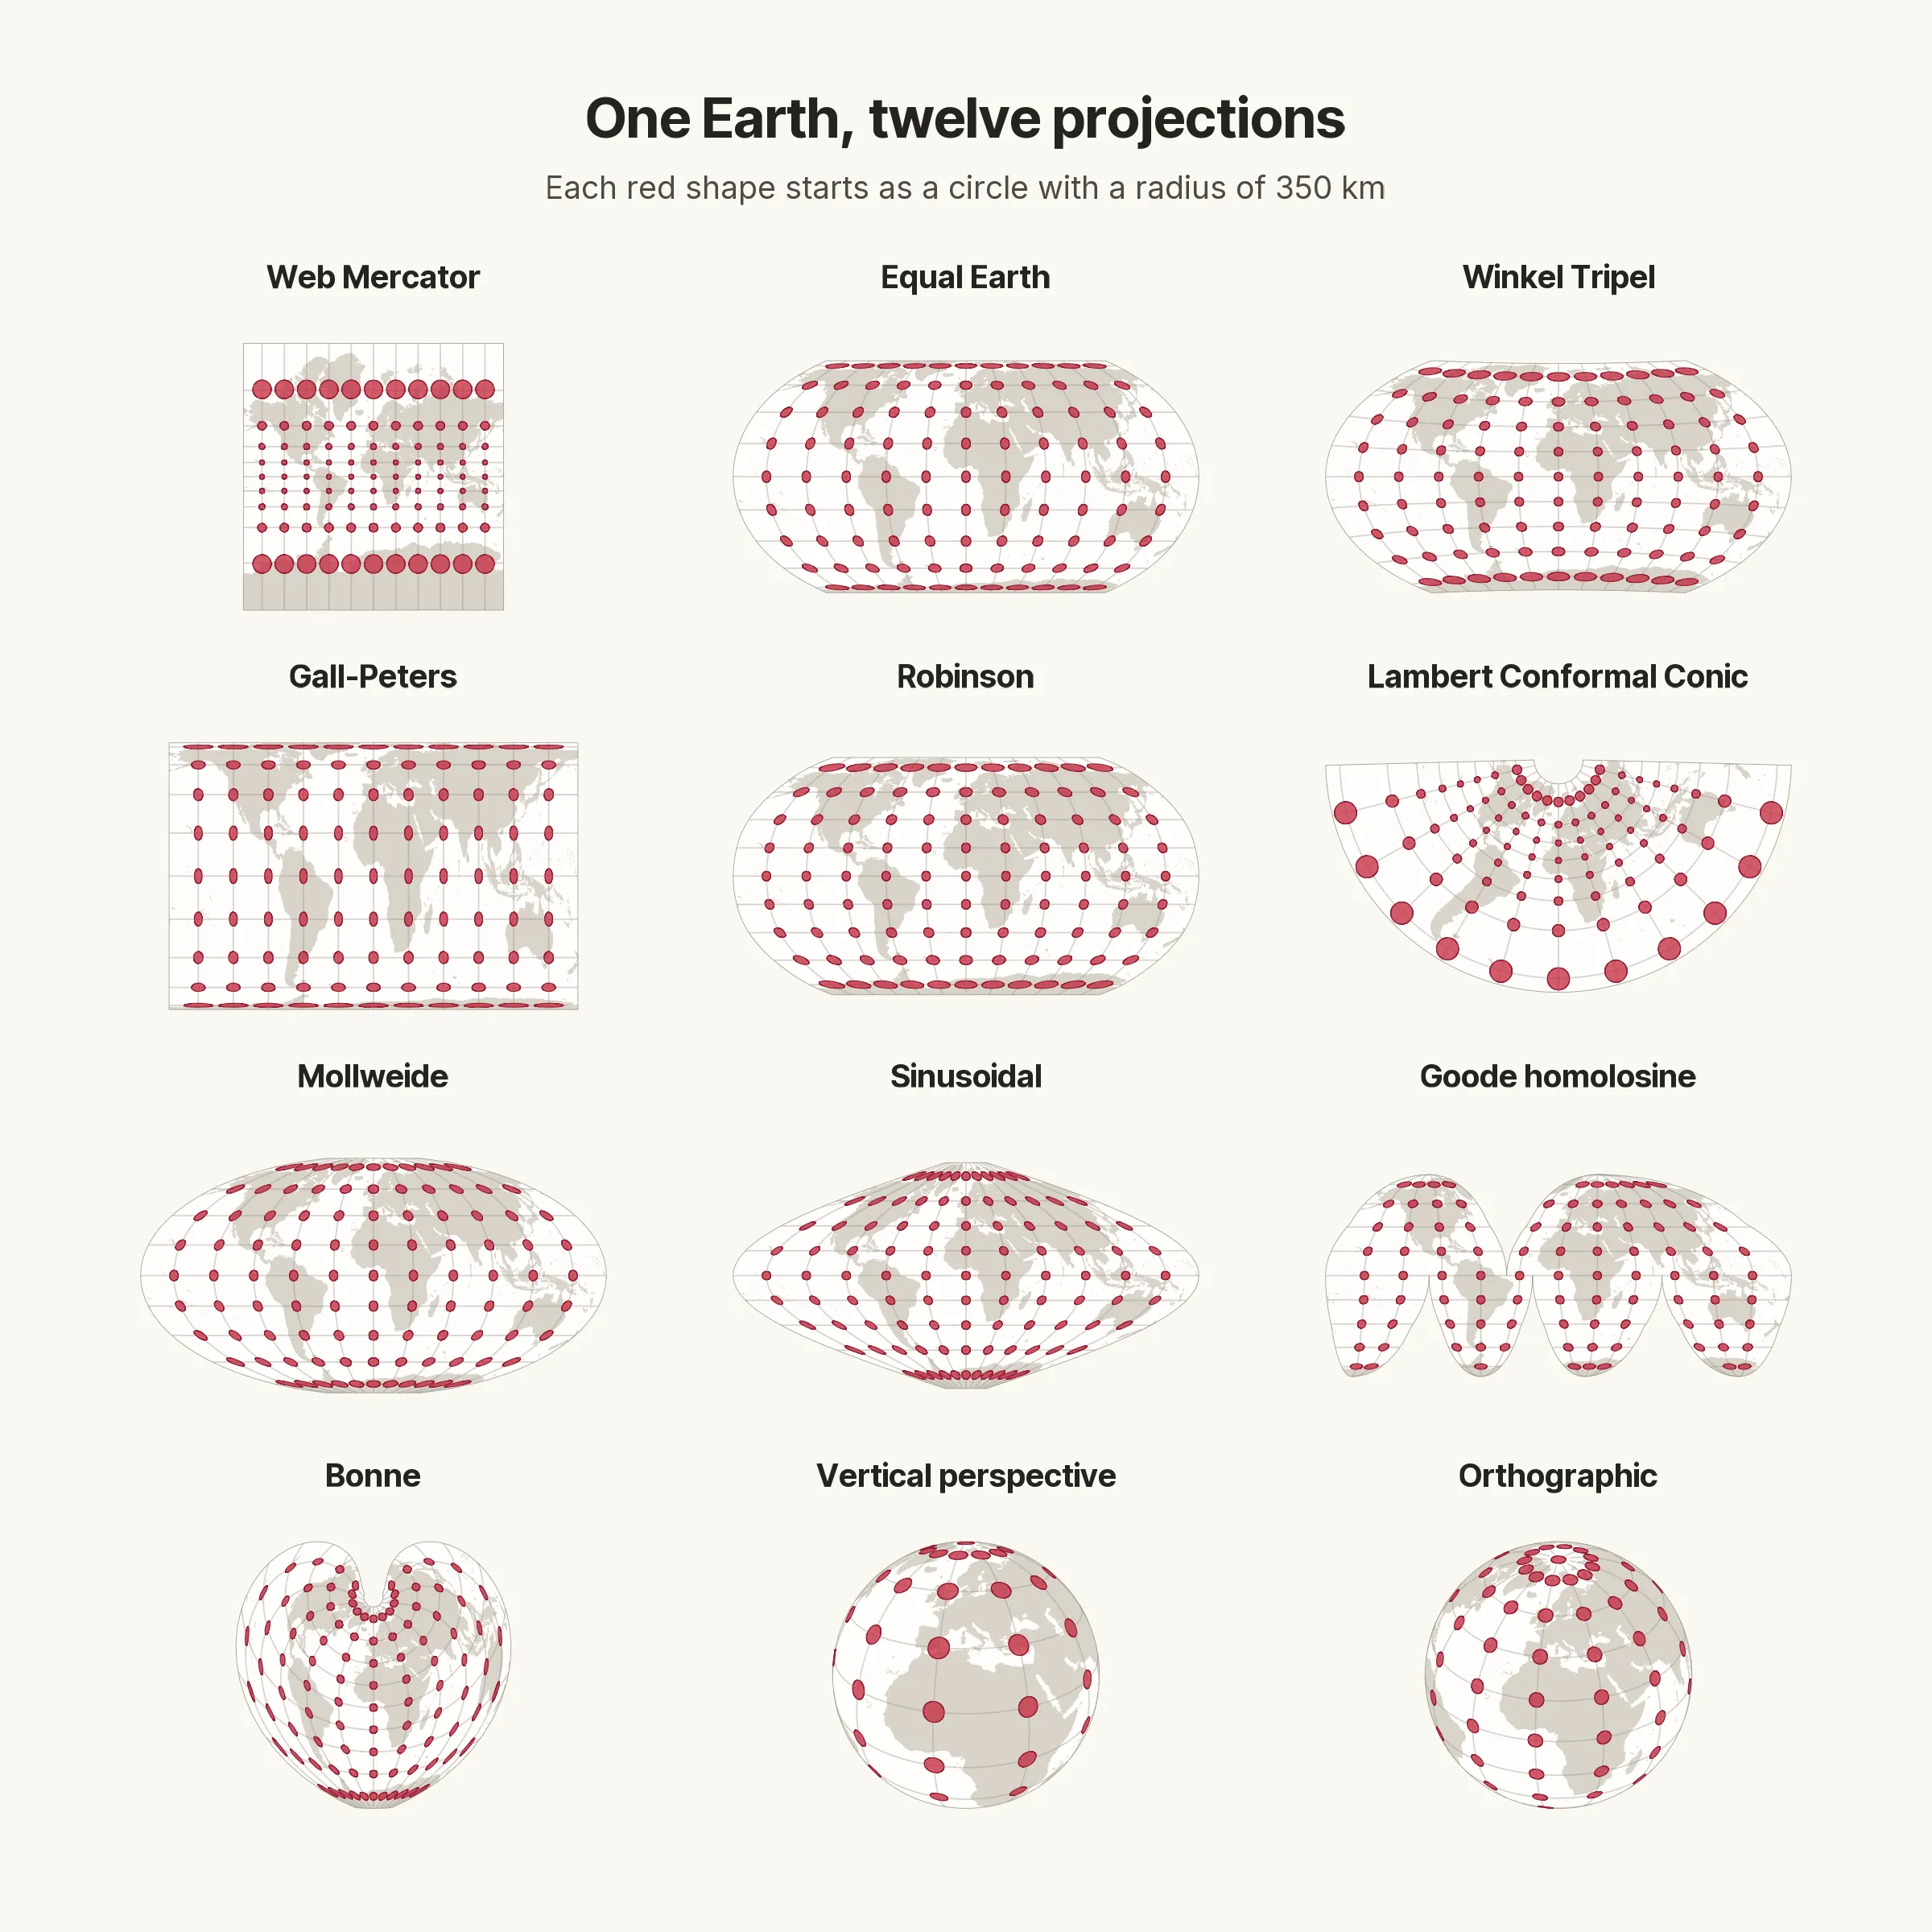 One Earth, twelve projections
Each red shape starts as a circle with a radius of 350 km
Web Mercator
Equal Earth
Winkel Tripel
Gall-Peters
Robinson
Lambert Conformal Conic
Mollweide
Sinusoidal
Goode homolosine
Bonne
Vertical perspective
Orthographic